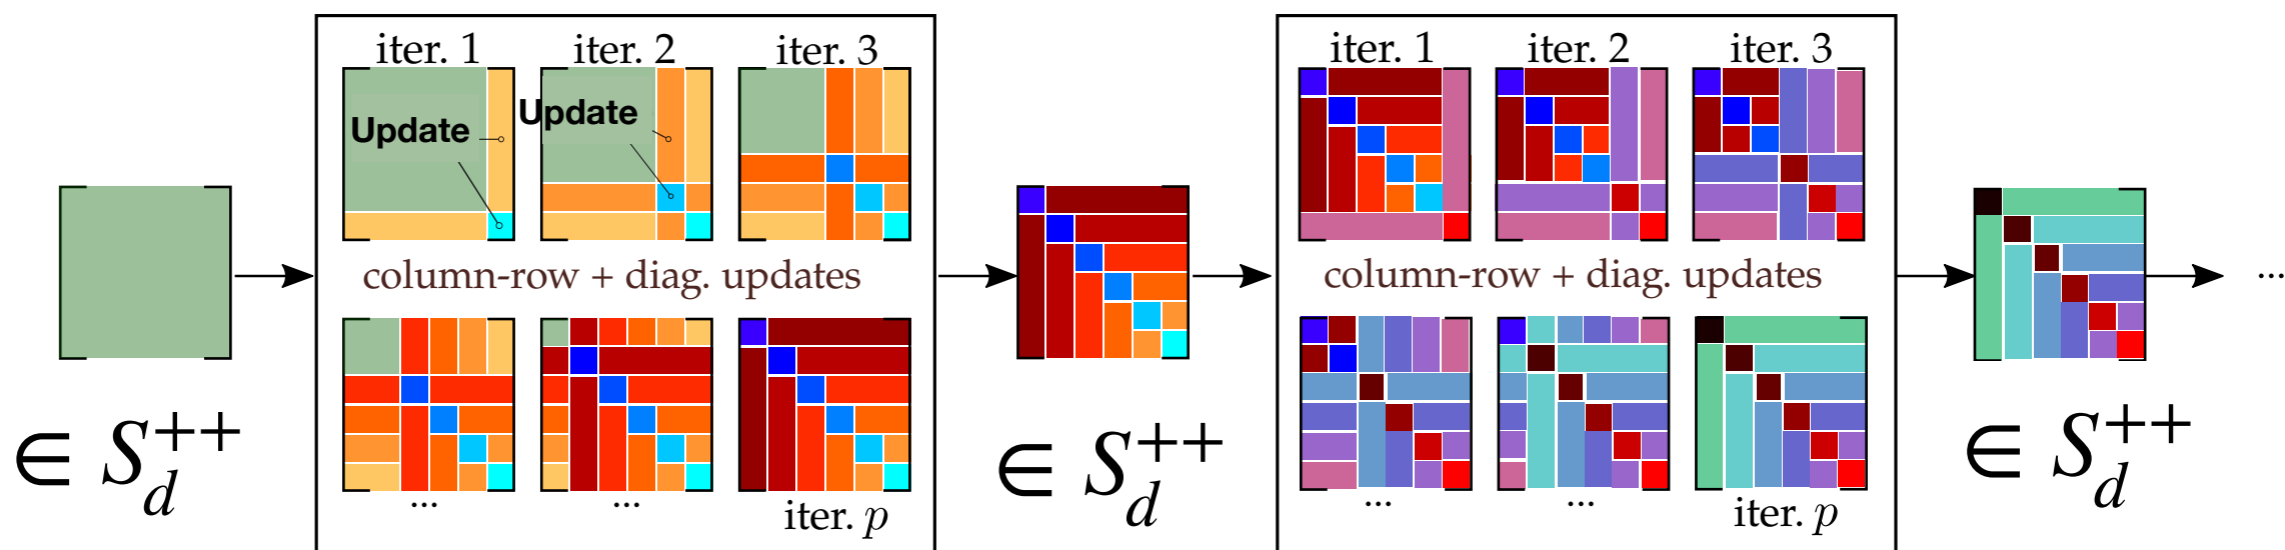 iter. 1 iter. 2 iter. 3
Update Update
column-row + diag. updates
... ...
iter. p
iter. 1 iter. 2 iter. 3
column-row + diag. updates
... ...
iter. p
...
∈ S_d^{++}
∈ S_d^{++}
∈ S_d^{++}